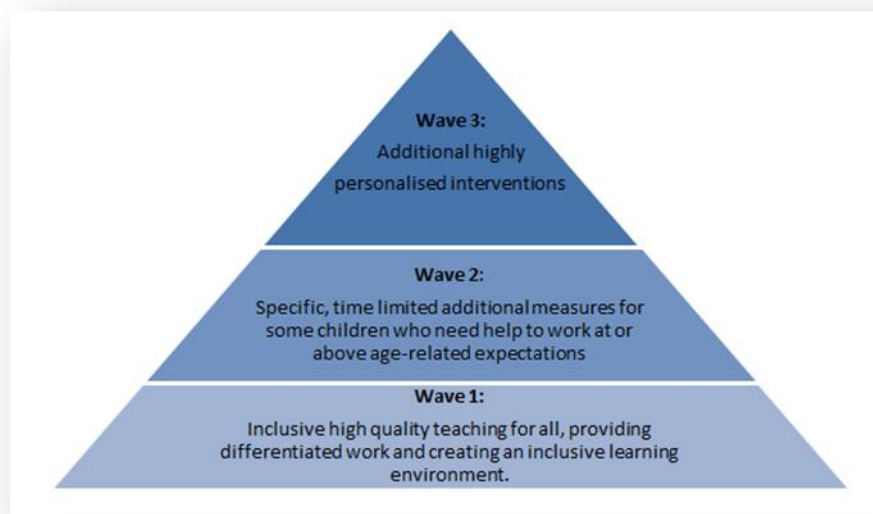 Wave 3:
Additional highly
personalised interventions
Wave 2:
Specific, time limited additional measures for
some children who need help to work at or
above age-related expectations
Wave 1:
Inclusive high quality teaching for all, providing
differentiated work and creating an inclusive learning
environment.